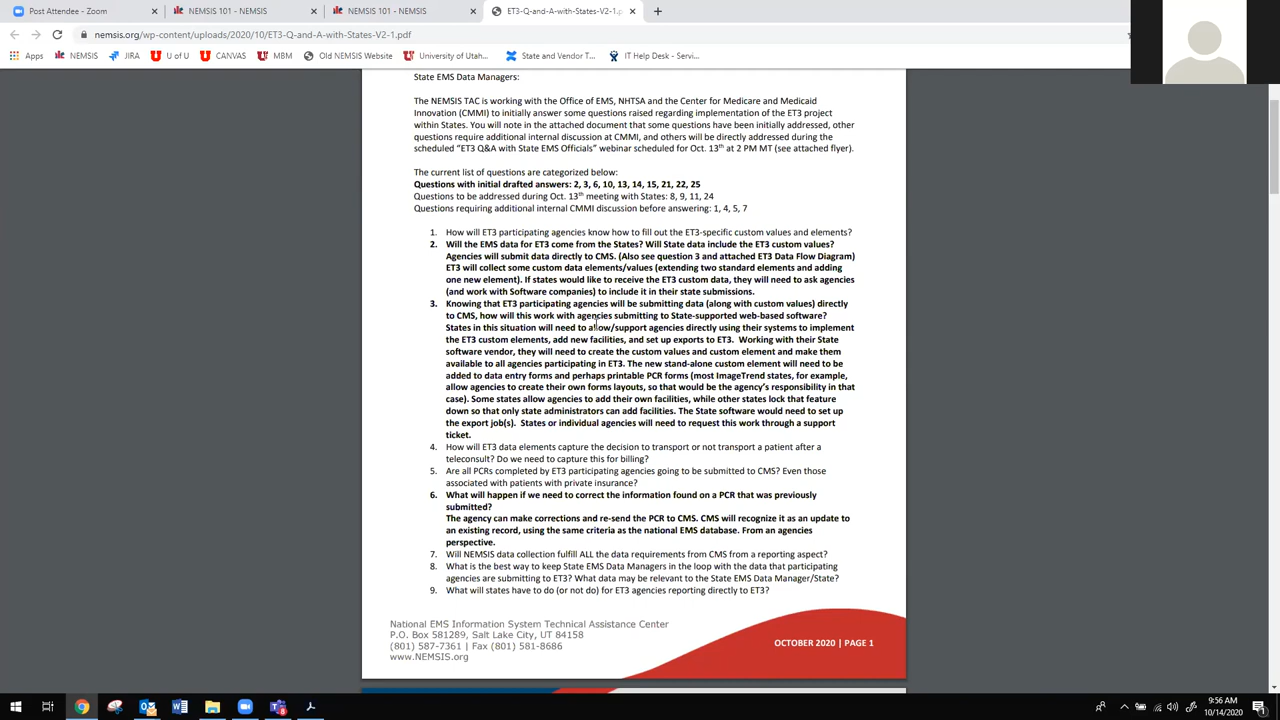 Post Attendee - Zoom
NEMSIS 101 - NEMSIS
NEMSIS 101 - NEMSIS
ET3-Q-and-A-with-States-V2-1.pdf
nemsis.org/wp-content/uploads/2020/10/ET3-Q-and-A-with-States-V2-1.pdf
Apps NEMSIS JIRA U of U CANVAS MBM Old NEMSIS Website University of Utah... State and Vendor T... IT Help Desk - Servi...
State EMS Data Managers:
The NEMSIS TAC is working with the Office of EMS, NHTSA and the Center for Medicare and Medicaid
Innovation (CMMI) to initially answer some questions raised regarding implementation of the ET3 project
within States. You will note in the attached document that some questions have been initially addressed, other
questions require additional internal discussion at CMMI, and others will be directly addressed during the
scheduled "ET3 Q&A with State EMS Officials" webinar scheduled for Oct. 13th at 2 PM MT (see attached flyer).
The current list of questions are categorized below:
Questions with initial drafted answers: 2, 3, 6, 10, 13, 14, 15, 21, 22, 25
Questions to be addressed during Oct. 13th meeting with States: 8, 9, 11, 24
Questions requiring additional internal CMMI discussion before answering: 1, 4, 5, 7
1. How will ET3 participating agencies know how to fill out the ET3-specific custom values and elements?
2. Will the EMS data for ET3 come from the States? Will State data include the ET3 custom values?
Agencies will submit data directly to CMS. (Also see question 3 and attached ET3 Data Flow Diagram)
ET3 will collect some custom data elements/values (extending two standard elements and adding
one new element). If states would like to receive the ET3 custom data, they will need to ask agencies
(and work with Software companies) to include it in their state submissions.
3. Knowing that ET3 participating agencies will be submitting data (along with custom values) directly
to CMS, how will this work with agencies submitting to State-supported web-based software?
States in this situation will need to allow/support agencies directly using their systems to implement
the ET3 custom elements, add new facilities, and set up exports to ET3. Working with their State
software vendor, they will need to create the custom values and custom element and make them
available to all agencies participating in ET3. The new stand-alone custom element will need to be
added to data entry forms and perhaps printable PCR forms (most ImageTrend states, for example,
allow agencies to create their own forms layouts, so that would be the agency's responsibility in that
case). Some states allow agencies to add their own facilities, while other states lock that feature
down so that only state administrators can add facilities. The State software would need to set up
the export job(s). States or individual agencies will need to request this work through a support
ticket.
4. How will ET3 data elements capture the decision to transport or not transport a patient after a
teleconsult? Do we need to capture this for billing?
5. Are all PCRs completed by ET3 participating agencies going to be submitted to CMS? Even those
associated with patients with private insurance?
6. What will happen if we need to correct the information found on a PCR that was previously
submitted?
The agency can make corrections and re-send the PCR to CMS. CMS will recognize it as an update to
an existing record, using the same criteria as the national EMS database. From an agencies
perspective.
7. Will NEMSIS data collection fulfill ALL the data requirements from CMS from a reporting aspect?
8. What is the best way to keep State EMS Data Managers in the loop with the data that participating
agencies are submitting to ET3? What data may be relevant to the State EMS Data Manager/State?
9. What will states have to do (or not do) for ET3 agencies reporting directly to ET3?
National EMS Information System Technical Assistance Center
P.O. Box 581289, Salt Lake City, UT 84158
(801) 587-7361 | Fax (801) 581-8686
www.NEMSIS.org
OCTOBER 2020 | PAGE 1
9:56 AM
10/14/2020